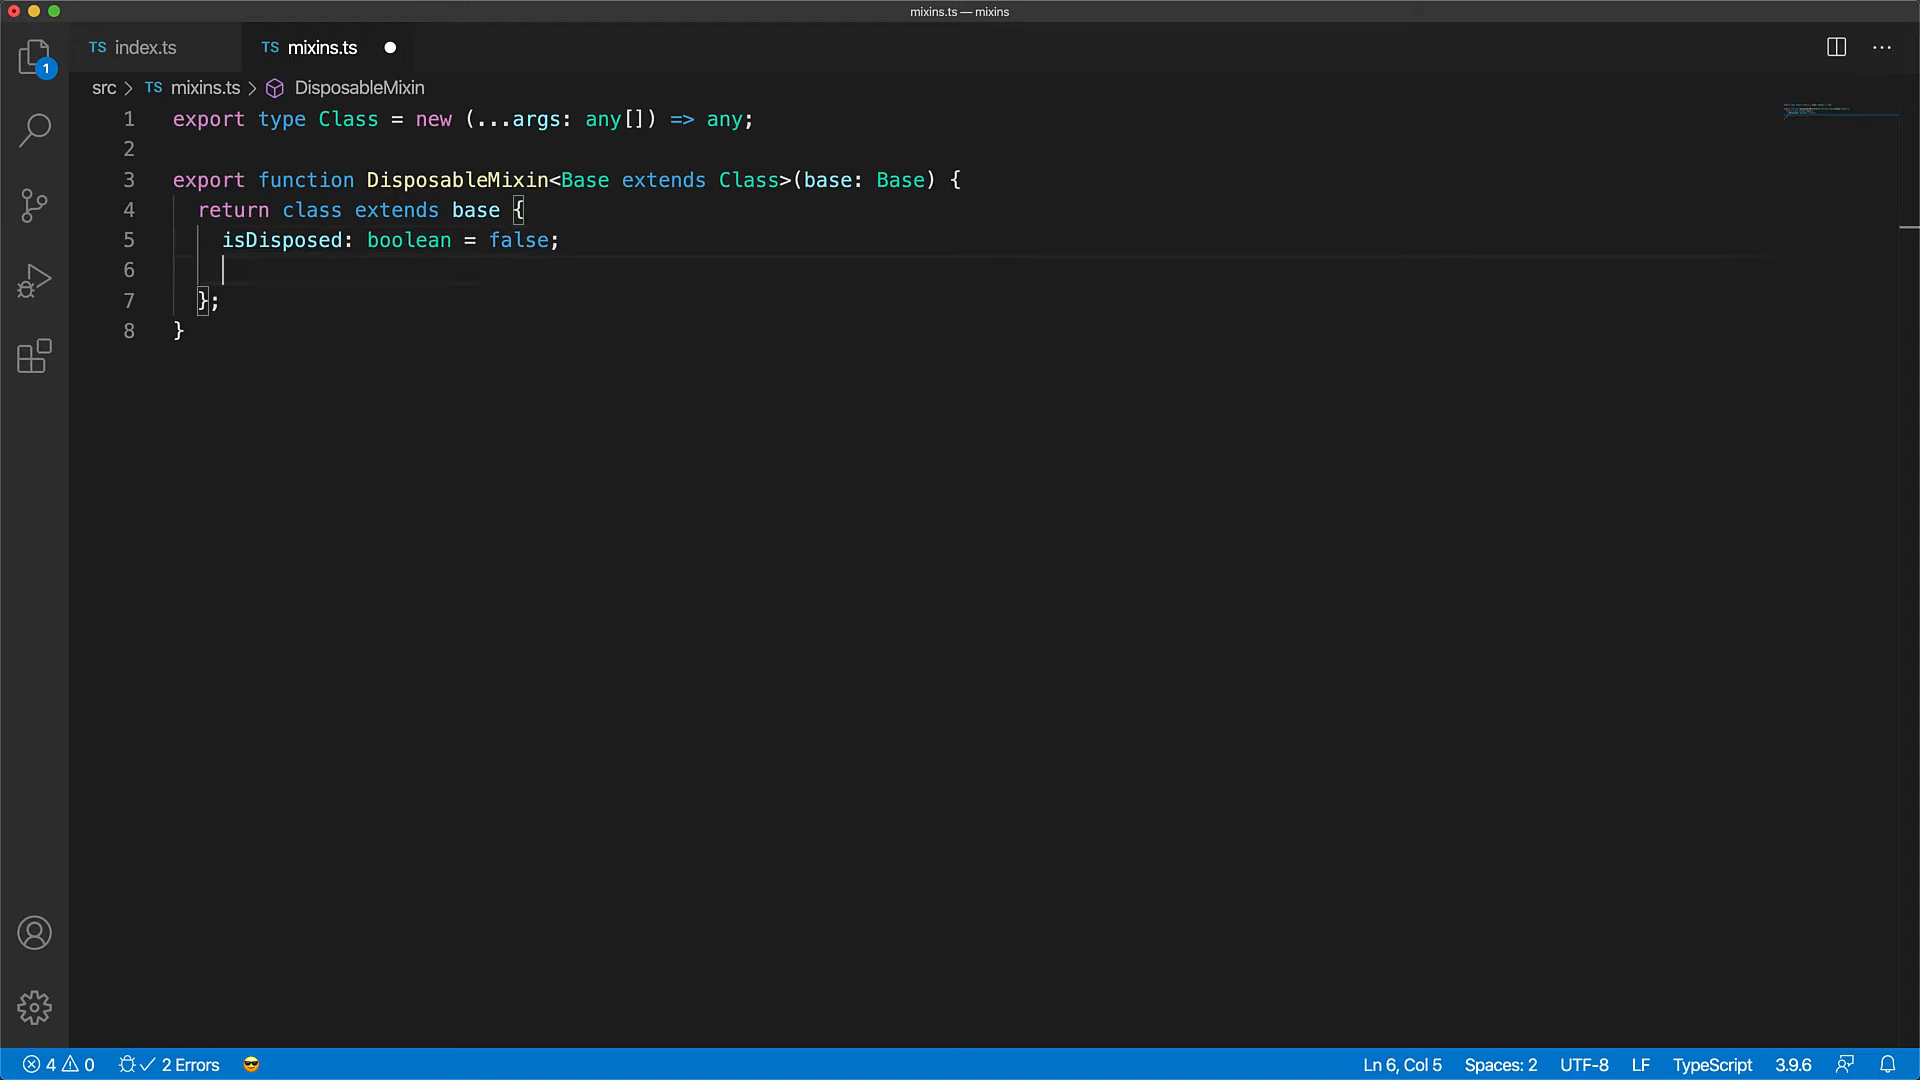 mixins.ts — mixins
TS index.ts
TS mixins.ts
1
src > TS mixins.ts > DisposableMixin
1 export type Class = new (...args: any[]) => any;
2
3 export function DisposableMixin<Base extends Class>(base: Base) {
4 return class extends base {
5 isDisposed: boolean = false;
6
7 };
8 }
4 0 2 Errors Ln 6, Col 5 Spaces: 2 UTF-8 LF TypeScript 3.9.6